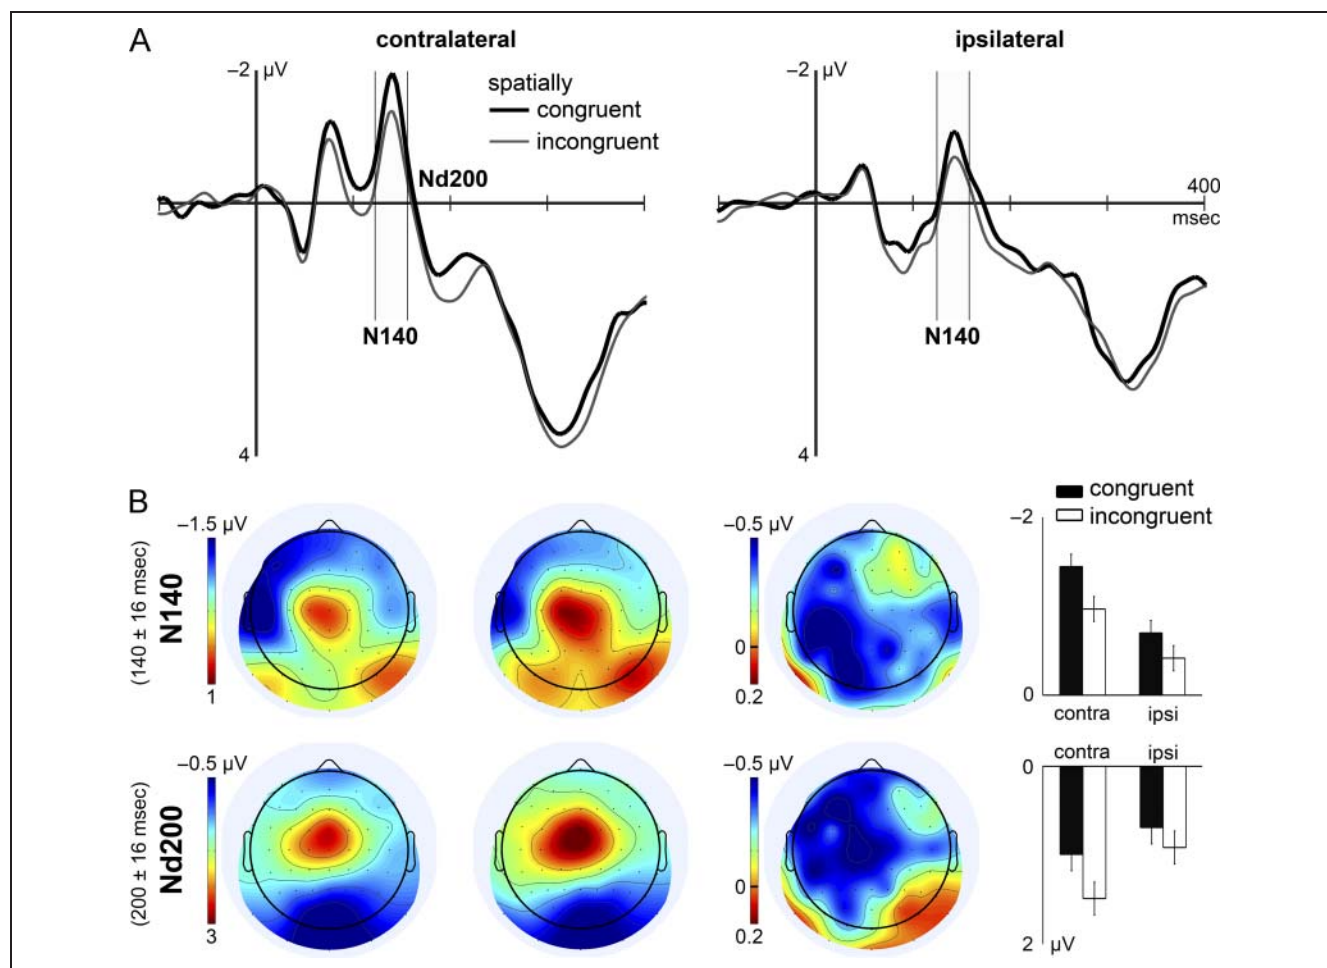 A
contralateral
ipsilateral
–2 µV
spatially
congruent
incongruent
Nd200
N140
4
–2 µV
400
msec
N140
4
B
–1.5 µV
N140
(140 ± 16 msec)
1
–0.5 µV
0
0.2
congruent
incongruent
–2
0
contra ipsi
–0.5 µV
Nd200
(200 ± 16 msec)
3
–0.5 µV
0
0.2
contra ipsi
0
2 µV